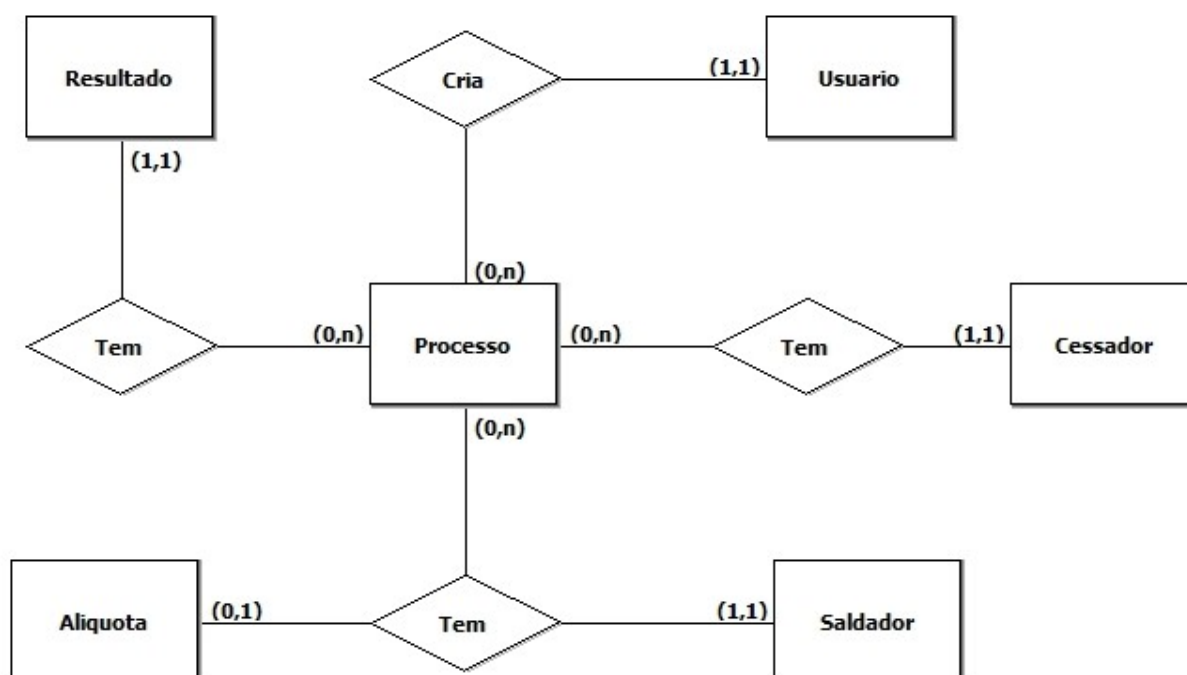 Resultado
Cria
(1,1)
Usuario
(1,1)
(0,n)
Tem
(0,n)
Processo
(0,n)
Tem
(1,1)
Cessador
(0,n)
Aliquota
(0,1)
Tem
(1,1)
Saldador